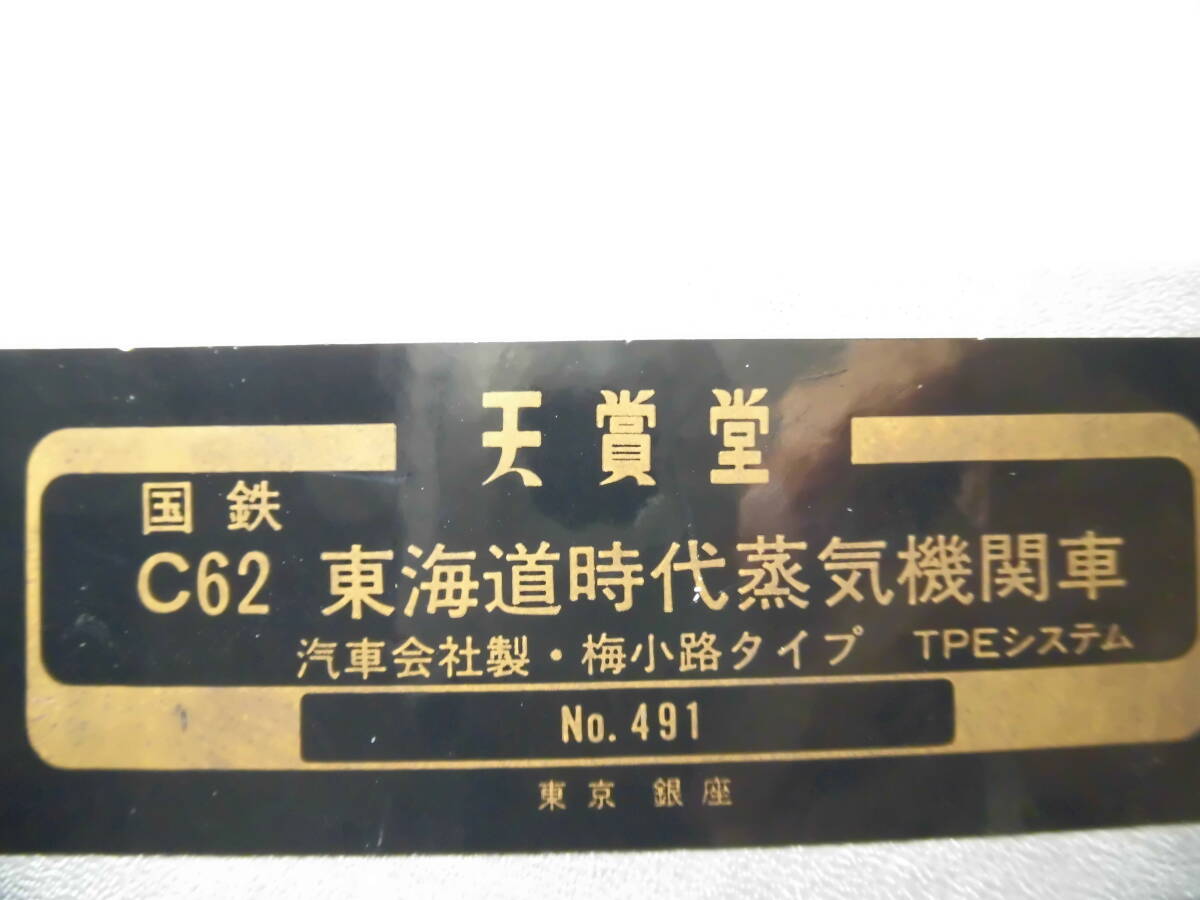 天賞堂
国鉄
C62 東海道時代蒸気機関車
汽車会社製・梅小路タイプ TPEシステム
No. 491
東京 銀座